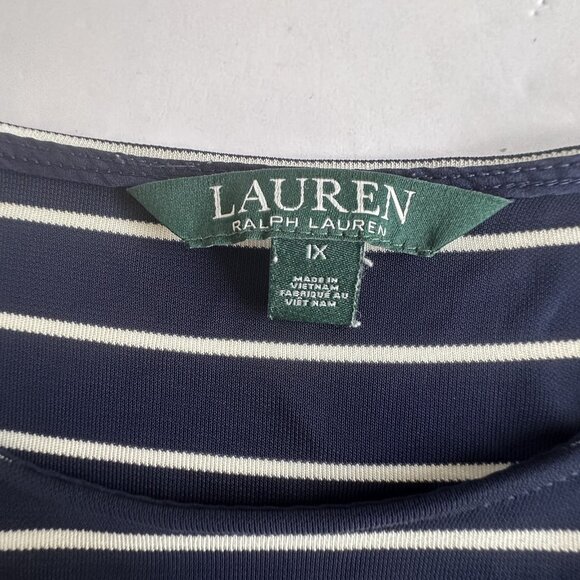 LAUREN
RALPH LAUREN
1X
MADE IN
VIETNAM
FABRIQUÉ AU
VIET NAM